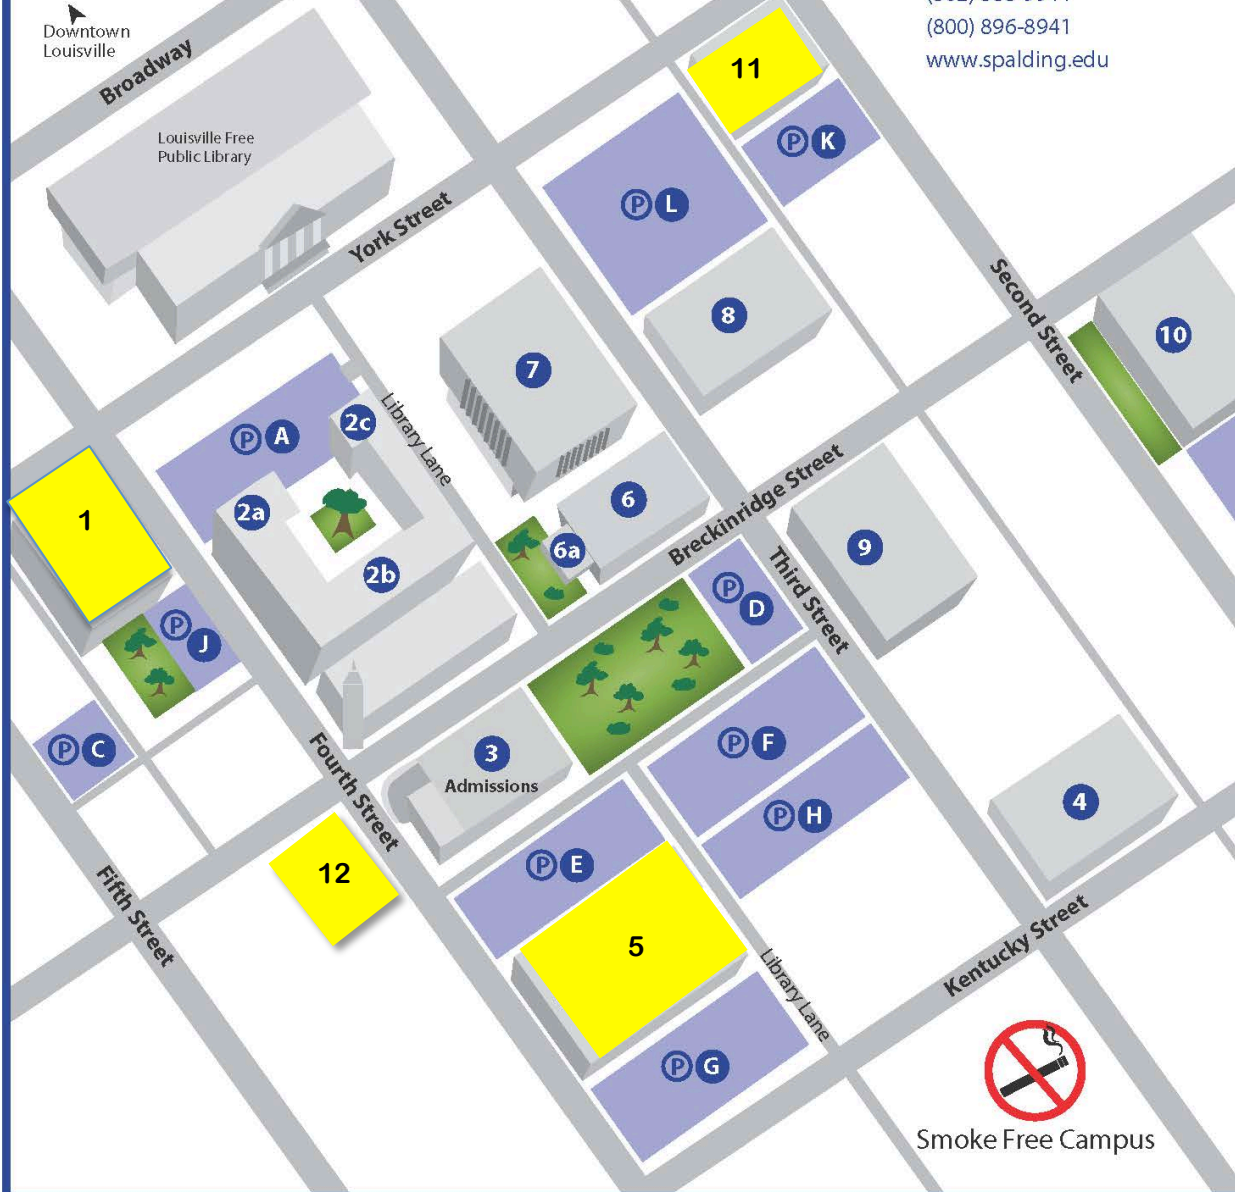 Downtown
Louisville
(800) 896-8941
www.spalding.edu
Broadway
Louisville Free
Public Library
York Street
11
P K
P L
8
Second Street
10
7
Library Lane
2c
P A
2a
2b
1
6
6a
Breckinridge Street
9
Third Street
P D
P J
P C
3
Admissions
Fourth Street
P F
P H
4
12
P E
5
Fifth Street
Library Lane
Kentucky Street
P G
Smoke Free Campus